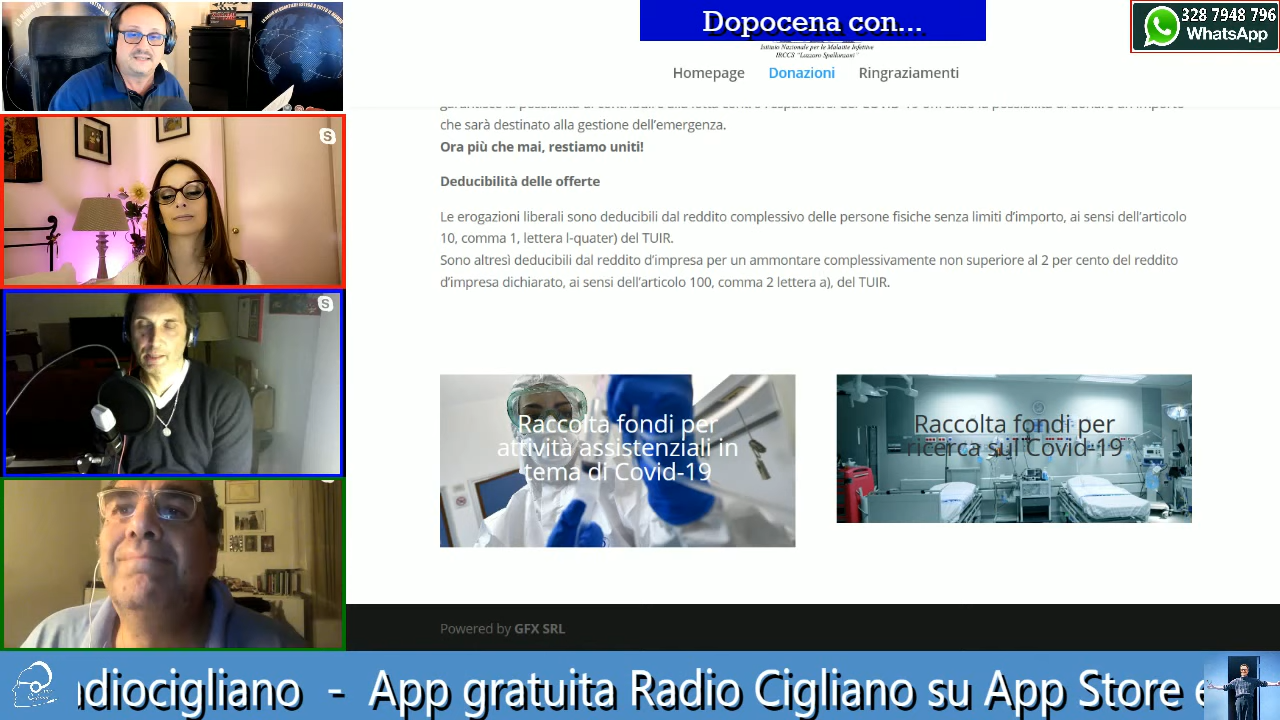 Dopocena con...
328 7948 796
WhatsApp
Istituto Nazionale per le Malattie Infettive
IRCCS "Lazzaro Spallanzani"
Homepage
Donazioni
Ringraziamenti
che sarà destinato alla gestione dell'emergenza.
Ora più che mai, restiamo uniti!
Deducibilità delle offerte
Le erogazioni liberali sono deducibili dal reddito complessivo delle persone fisiche senza limiti d'importo, ai sensi dell'articolo
10, comma 1, lettera l-quater) del TUIR.
Sono altresì deducibili dal reddito d'impresa per un ammontare complessivamente non superiore al 2 per cento del reddito
d'impresa dichiarato, ai sensi dell'articolo 100, comma 2 lettera a), del TUIR.
Raccolta fondi per
attività assistenziali in
tema di Covid-19
Raccolta fondi per
ricerca sul Covid-19
Powered by GFX SRL
adiocigliano - App gratuita Radio Cigliano su App Store e